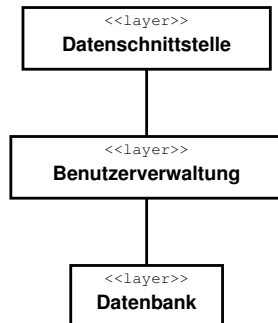 <<layer>>
Datenschnittstelle
<<layer>>
Benutzerverwaltung
<<layer>>
Datenbank